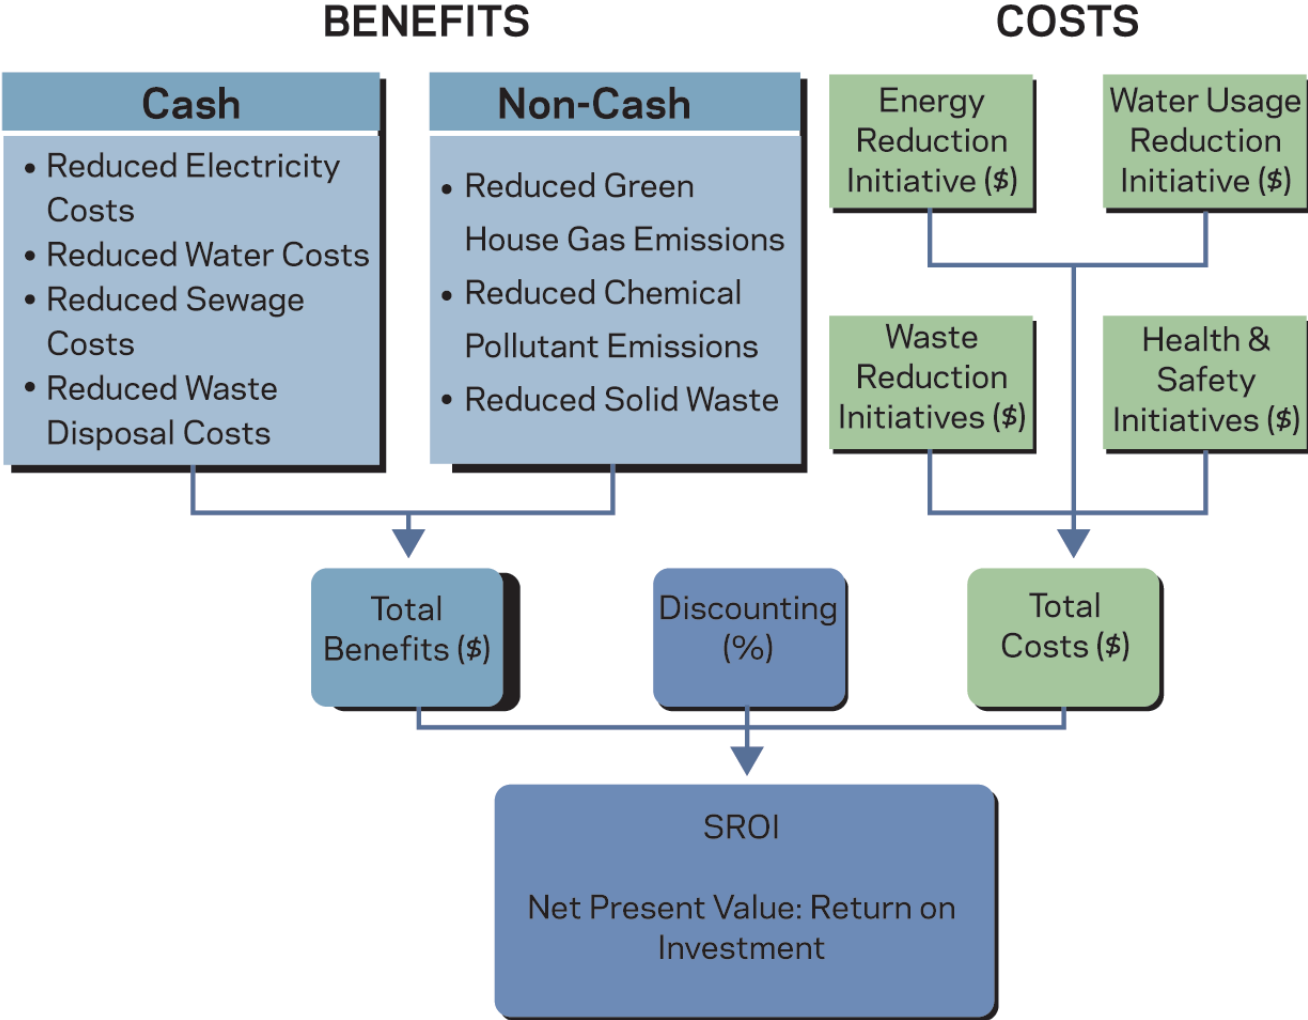 BENEFITS
COSTS
Cash
• Reduced Electricity
Costs
• Reduced Water Costs
• Reduced Sewage
Costs
• Reduced Waste
Disposal Costs
Non-Cash
• Reduced Green
House Gas Emissions
• Reduced Chemical
Pollutant Emissions
• Reduced Solid Waste
Energy
Reduction
Initiative ($)
Water Usage
Reduction
Initiative ($)
Waste
Reduction
Initiatives ($)
Health &
Safety
Initiatives ($)
Total
Benefits ($)
Discounting
(%)
Total
Costs ($)
SROI
Net Present Value: Return on
Investment